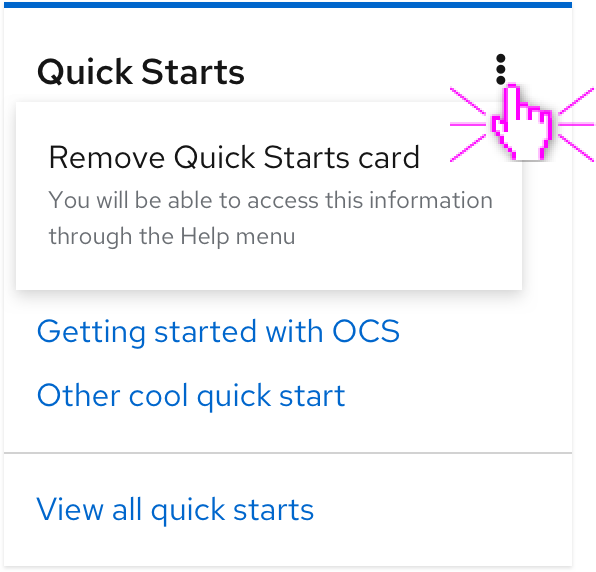 Quick Starts
Remove Quick Starts card
You will be able to access this information
through the Help menu
Getting started with OCS
Other cool quick start
View all quick starts